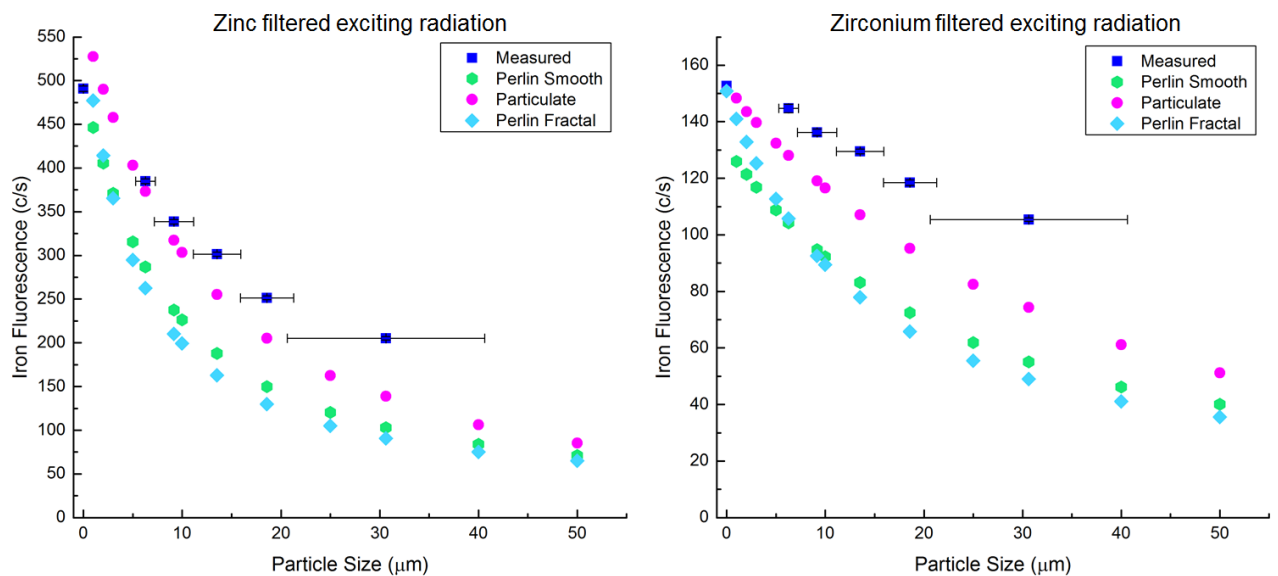 Zinc filtered exciting radiation
550
500
450
400
350
300
250
200
150
100
50
0
Iron Fluorescence (c/s)
Measured
Perlin Smooth
Particulate
Perlin Fractal
0 10 20 30 40 50
Particle Size (μm)
Zirconium filtered exciting radiation
160
140
120
100
80
60
40
20
0
Iron Fluorescence (c/s)
Measured
Perlin Smooth
Particulate
Perlin Fractal
0 10 20 30 40 50
Particle Size (μm)